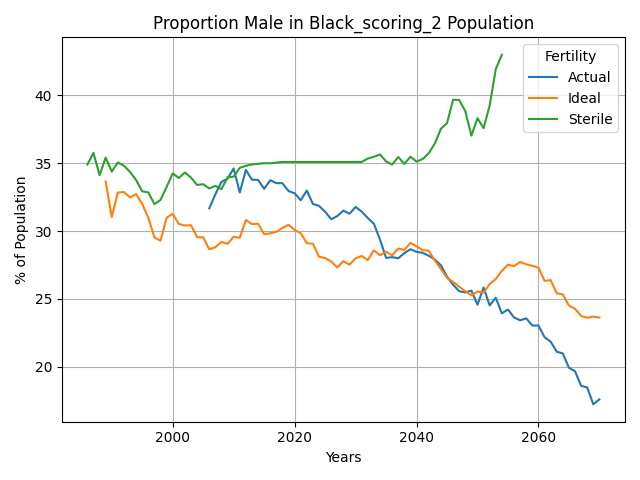 Proportion Male in Black_scoring_2 Population
Fertility
Actual
Ideal
Sterile
40
35
30
25
20
% of Population
2000
2020
2040
2060
Years